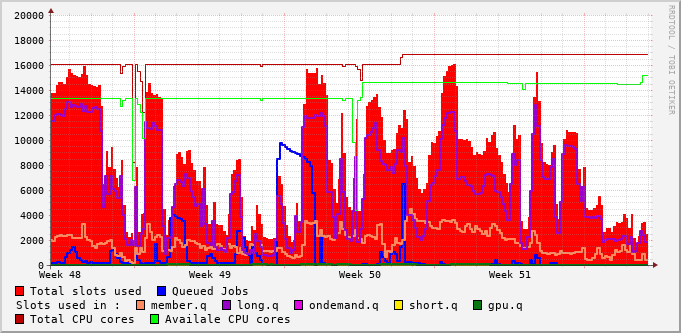 20000
18000
16000
14000
12000
10000
8000
6000
4000
2000
0
Week 48 Week 49 Week 50 Week 51
RRDTOOL / TOBI OETIKER
Total slots used Queued Jobs
Slots used in : member.q long.q ondemand.q short.q gpu.q
Total CPU cores Availale CPU cores